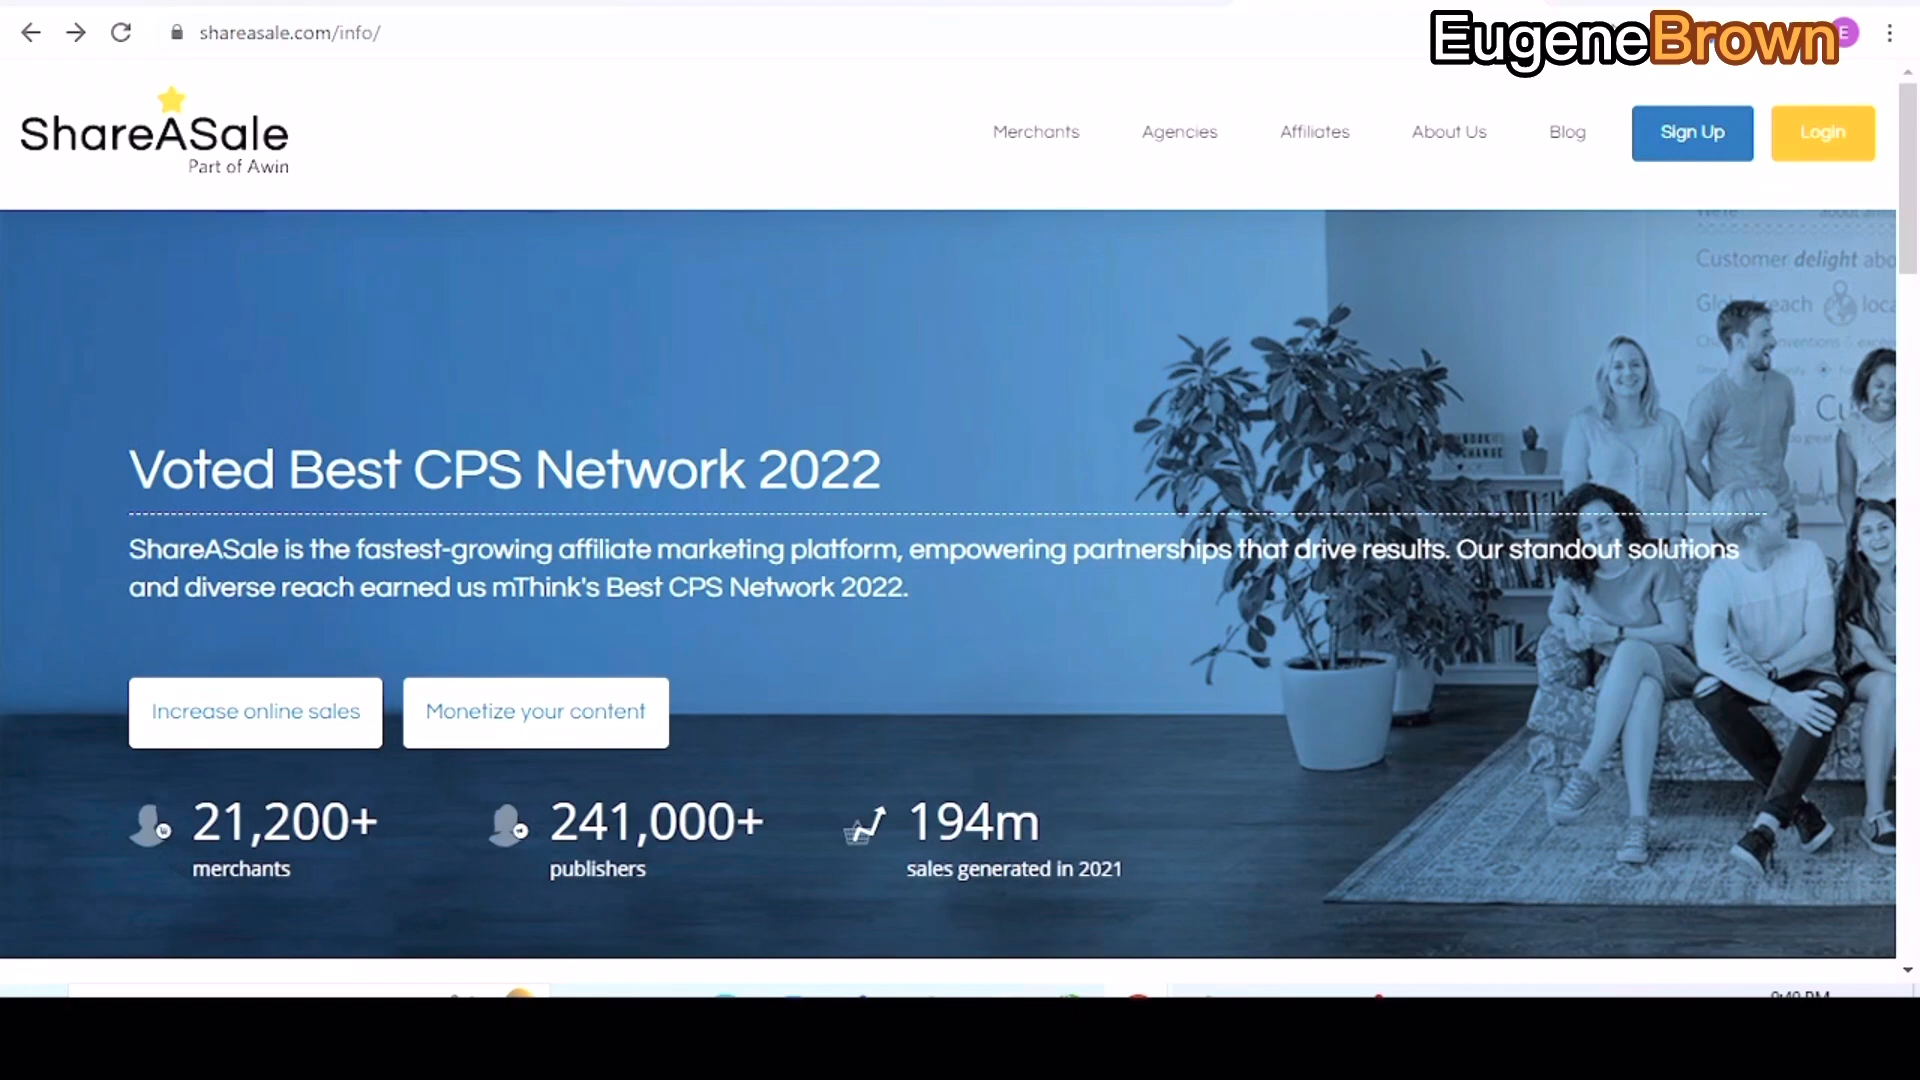 shareasale.com/info/
EugeneBrown
E
ShareASale
Part of Awin
Merchants
Agencies
Affiliates
About Us
Blog
Sign Up
Login
Customer delight abo
Voted Best CPS Network 2022
ShareASale is the fastest-growing affiliate marketing platform, empowering partnerships that drive results. Our standout solutions
and diverse reach earned us mThink's Best CPS Network 2022.
Increase online sales
Monetize your content
21,200+
merchants
241,000+
publishers
194m
sales generated in 2021